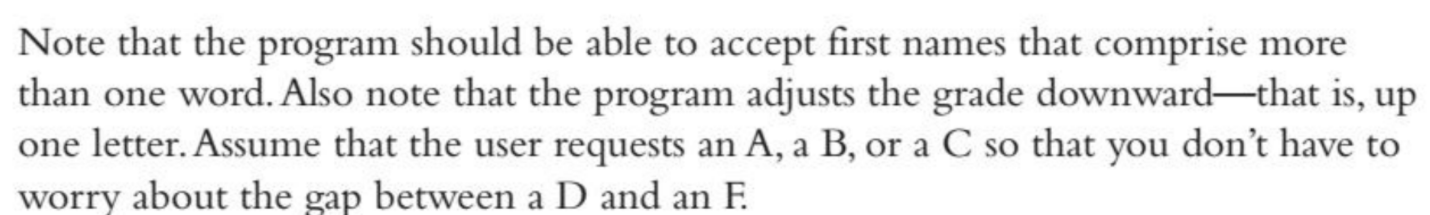 Note that the program should be able to accept first names that comprise more
than one word. Also note that the program adjusts the grade downward—that is, up
one letter. Assume that the user requests an A, a B, or a C so that you don’t have to
worry about the gap between a D and an F.